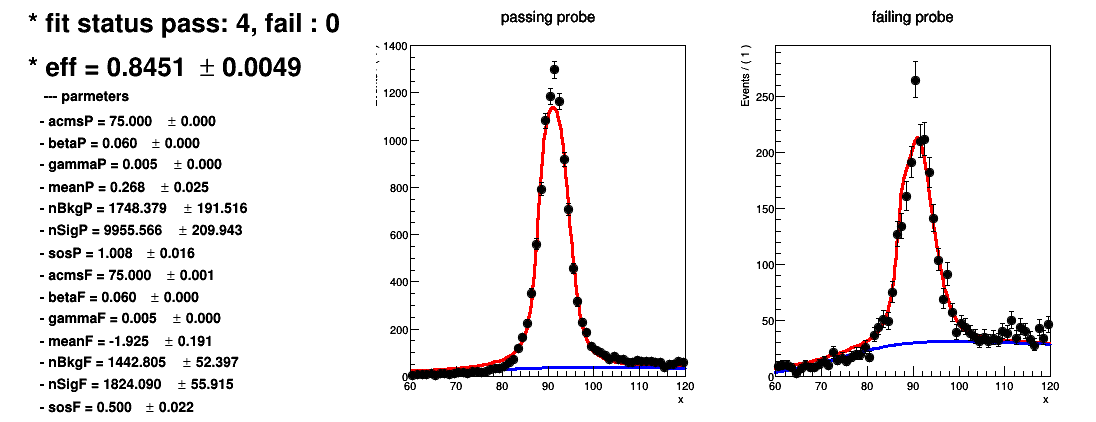 * fit status pass: 4, fail : 0
* eff = 0.8451 ± 0.0049
--- parmeters
- acmsP = 75.000 ± 0.000
- betaP = 0.060 ± 0.000
- gammaP = 0.005 ± 0.000
- meanP = 0.268 ± 0.025
- nBkgP = 1748.379 ± 191.516
- nSigP = 9955.566 ± 209.943
- sosP = 1.008 ± 0.016
- acmsF = 75.000 ± 0.001
- betaF = 0.060 ± 0.000
- gammaF = 0.005 ± 0.000
- meanF = -1.925 ± 0.191
- nBkgF = 1442.805 ± 52.397
- nSigF = 1824.090 ± 55.915
- sosF = 0.500 ± 0.022
passing probe
1400
1200
1000
800
600
400
200
0
60 70 80 90 100 110 120
x
failing probe
Events / ( 1 )
250
200
150
100
50
0
60 70 80 90 100 110 120
x